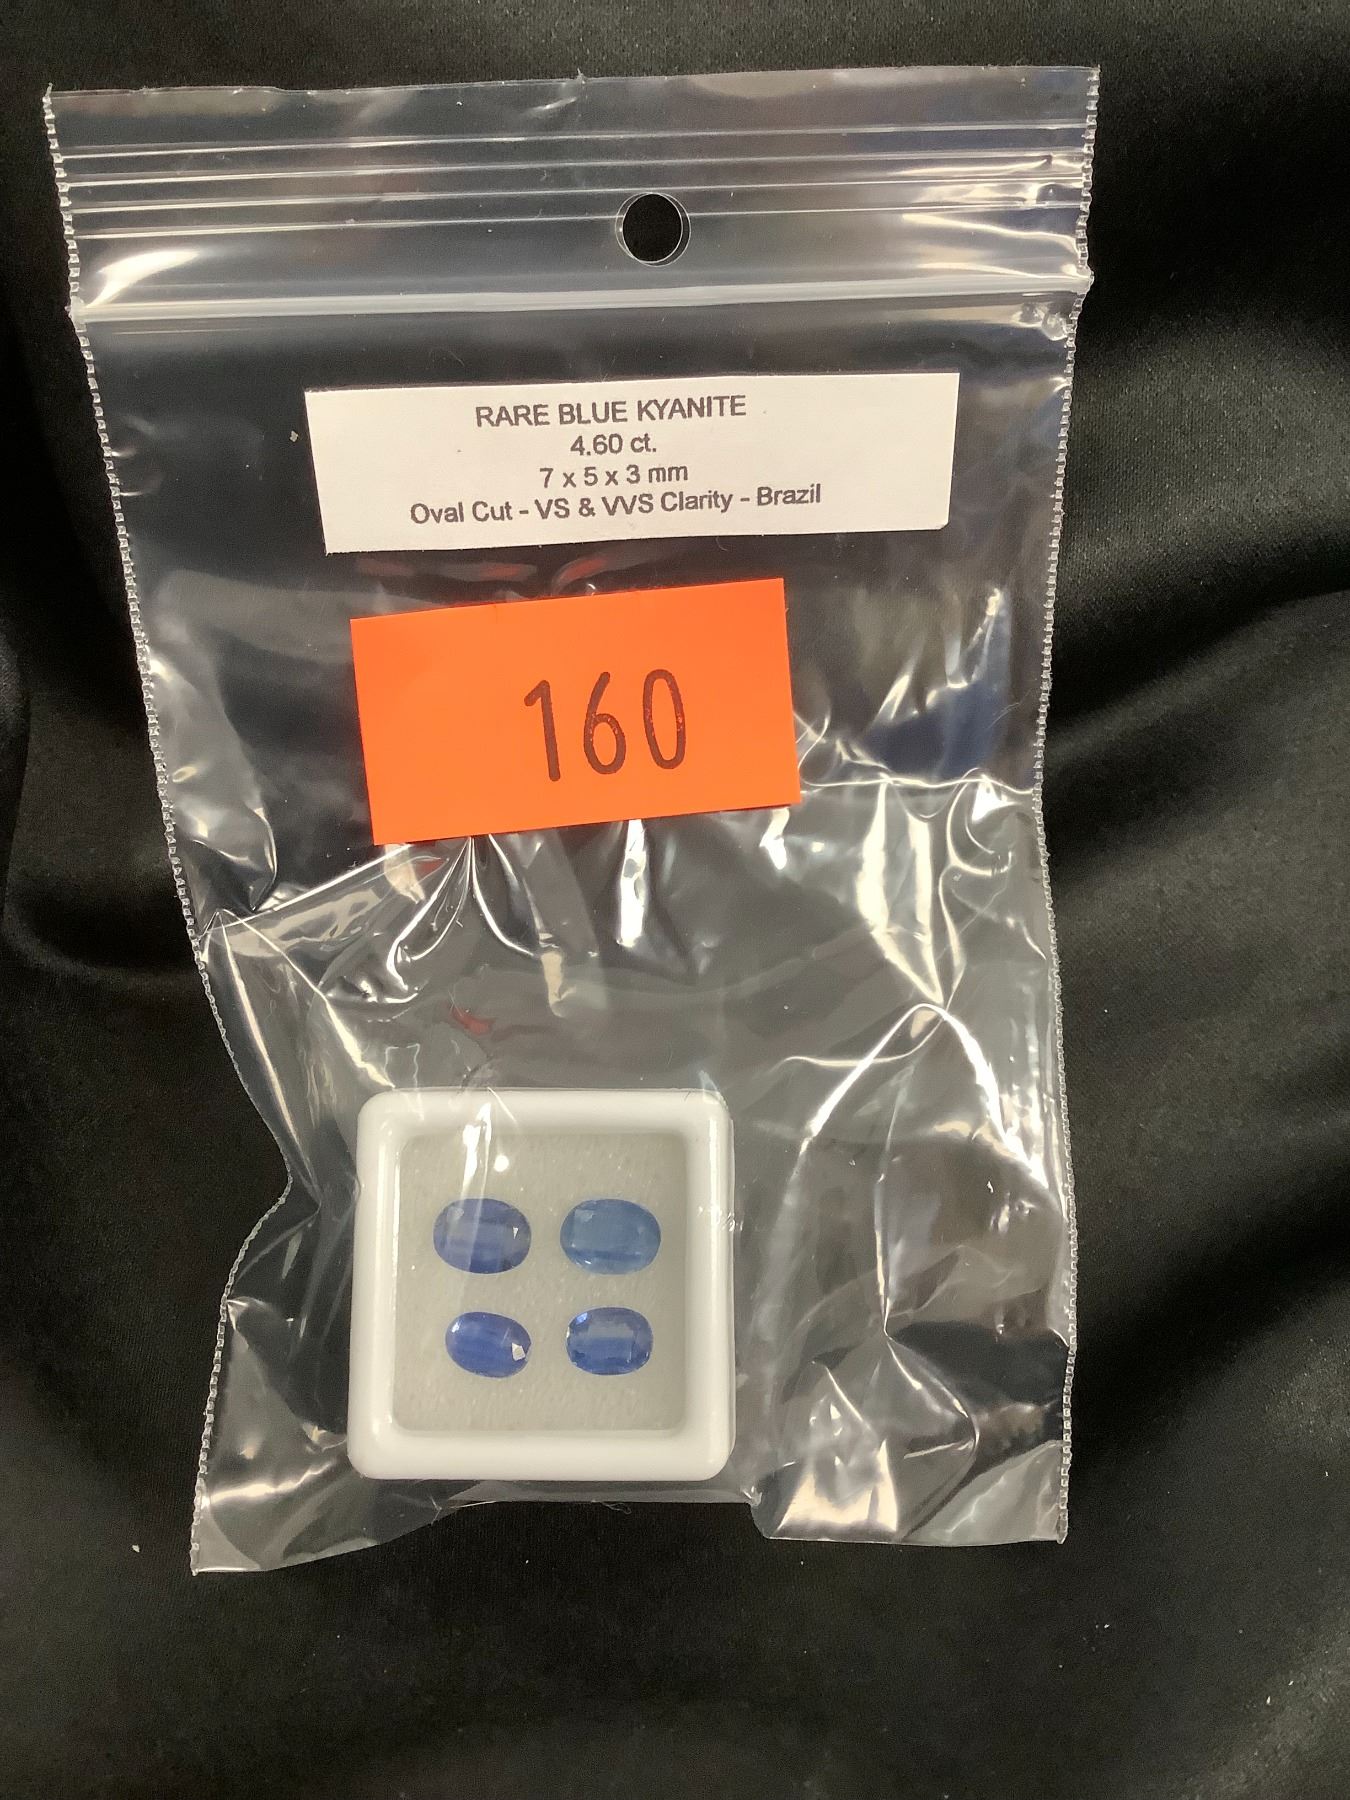 RARE BLUE KYANITE
4.60 ct.
7 x 5 x 3 mm
Oval Cut - VS & VVS Clarity - Brazil
160